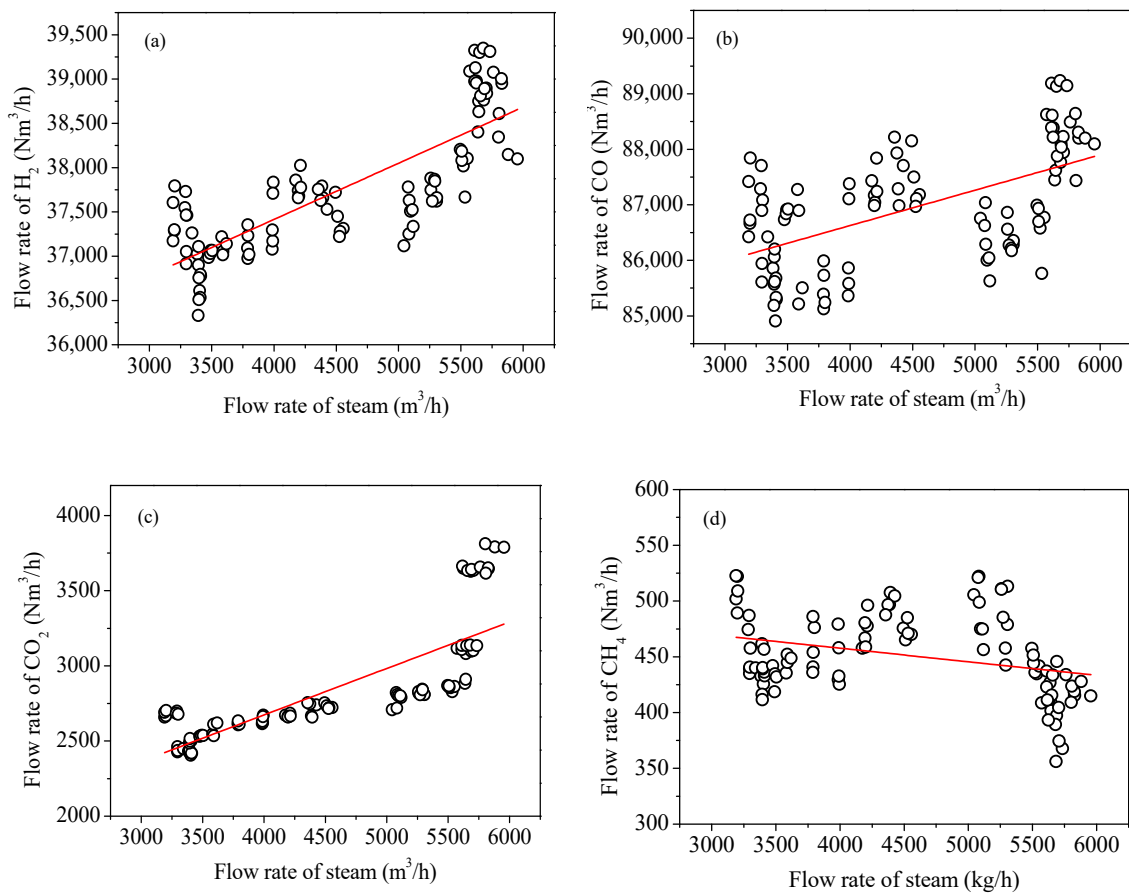 (a)
39,500
39,000
38,500
38,000
37,500
37,000
36,500
36,000
Flow rate of H₂ (Nm³/h)
3000 3500 4000 4500 5000 5500 6000
Flow rate of steam (m³/h)
(b)
90,000
89,000
88,000
87,000
86,000
85,000
Flow rate of CO (Nm³/h)
3000 3500 4000 4500 5000 5500 6000
Flow rate of steam (m³/h)
(c)
4000
3500
3000
2500
2000
Flow rate of CO₂ (Nm³/h)
3000 3500 4000 4500 5000 5500 6000
Flow rate of steam (m³/h)
(d)
600
550
500
450
400
350
300
Flow rate of CH₄ (Nm³/h)
3000 3500 4000 4500 5000 5500 6000
Flow rate of steam (kg/h)